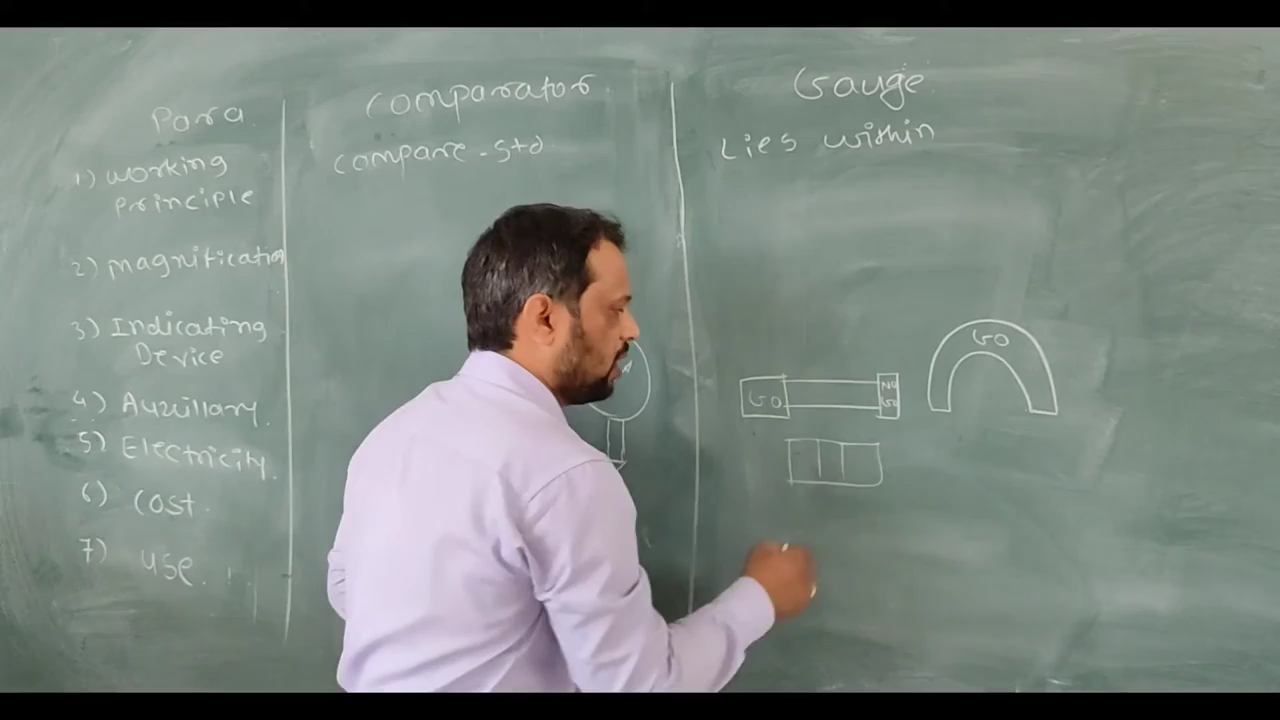 Para. Comparator Gauge
1) Working Principle compare - std Lies within
2) Magnification
3) Indicating
Device
4) Auxillary.
5) Electricity.
6) Cost.
7) Use.
GO
NO
GO
GO